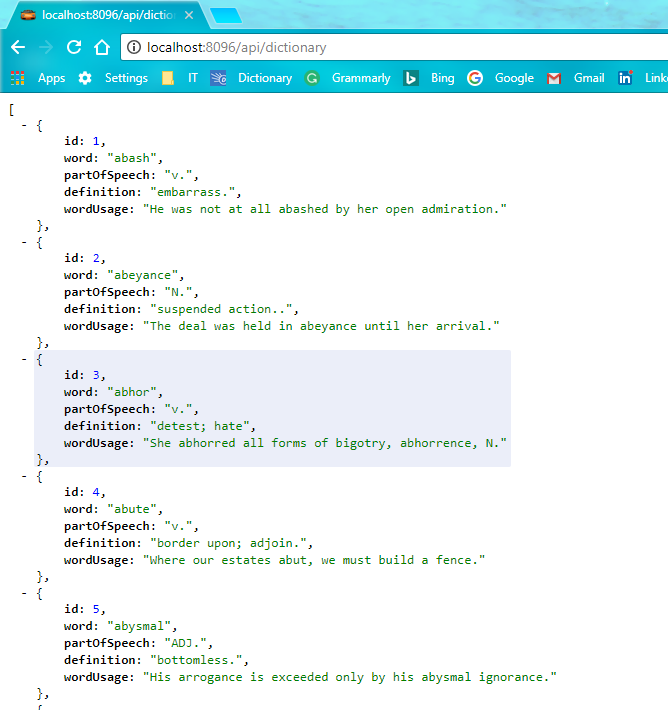 localhost:8096/api/dictio
localhost:8096/api/dictionary
Apps Settings IT Dictionary Grammarly Bing Google Gmail Link
[
- {
id: 1,
word: "abash",
partOfSpeech: "v.",
definition: "embarrass.",
wordUsage: "He was not at all abashed by her open admiration."
},
- {
id: 2,
word: "abeyance",
partOfSpeech: "N.",
definition: "suspended action..",
wordUsage: "The deal was held in abeyance until her arrival."
},
- {
id: 3,
word: "abhor",
partOfSpeech: "v.",
definition: "detest; hate",
wordUsage: "She abhorred all forms of bigotry, abhorrence, N."
},
- {
id: 4,
word: "abute",
partOfSpeech: "v.",
definition: "border upon; adjoin.",
wordUsage: "Where our estates abut, we must build a fence."
},
- {
id: 5,
word: "abysmal",
partOfSpeech: "ADJ.",
definition: "bottomless.",
wordUsage: "His arrogance is exceeded only by his abysmal ignorance."
},